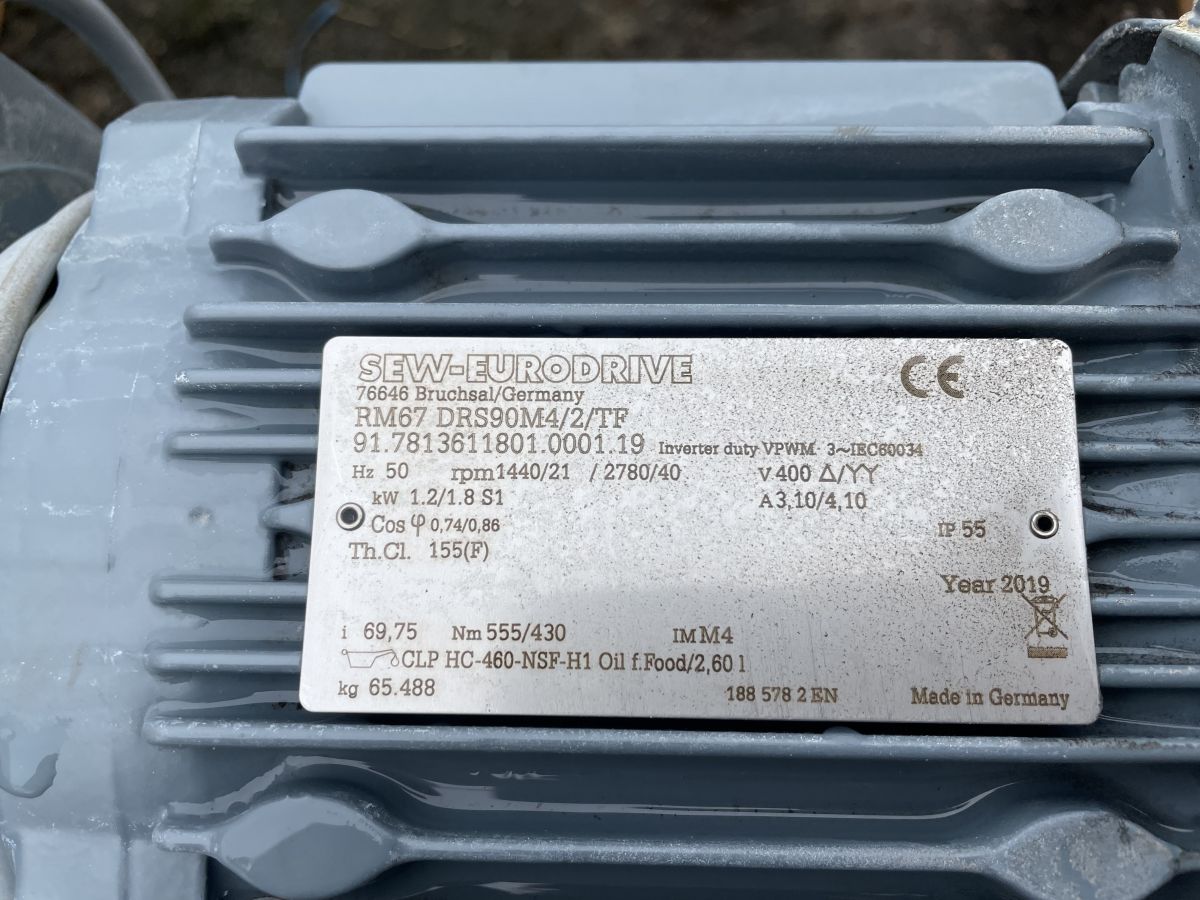 SEW-EURODRIVE CE
76646 Bruchsal/Germany
RM67 DRS90M4/2/TF
91.7813611801.0001.19 Inverter duty VPWM 3~IEC60034
Hz 50 rpm 1440/21 / 2780/40 V 400 Δ/YY
kW 1.2/1.8 S1 A 3,10/4,10
Cos φ 0,74/0,86 IP 55
Th.Cl. 155(F)
Year 2019
i 69,75 Nm 555/430 IM M4
CLP HC-460-NSF-H1 Oil f.Food/2,60 l
kg 65.488 188 578 2 EN Made in Germany